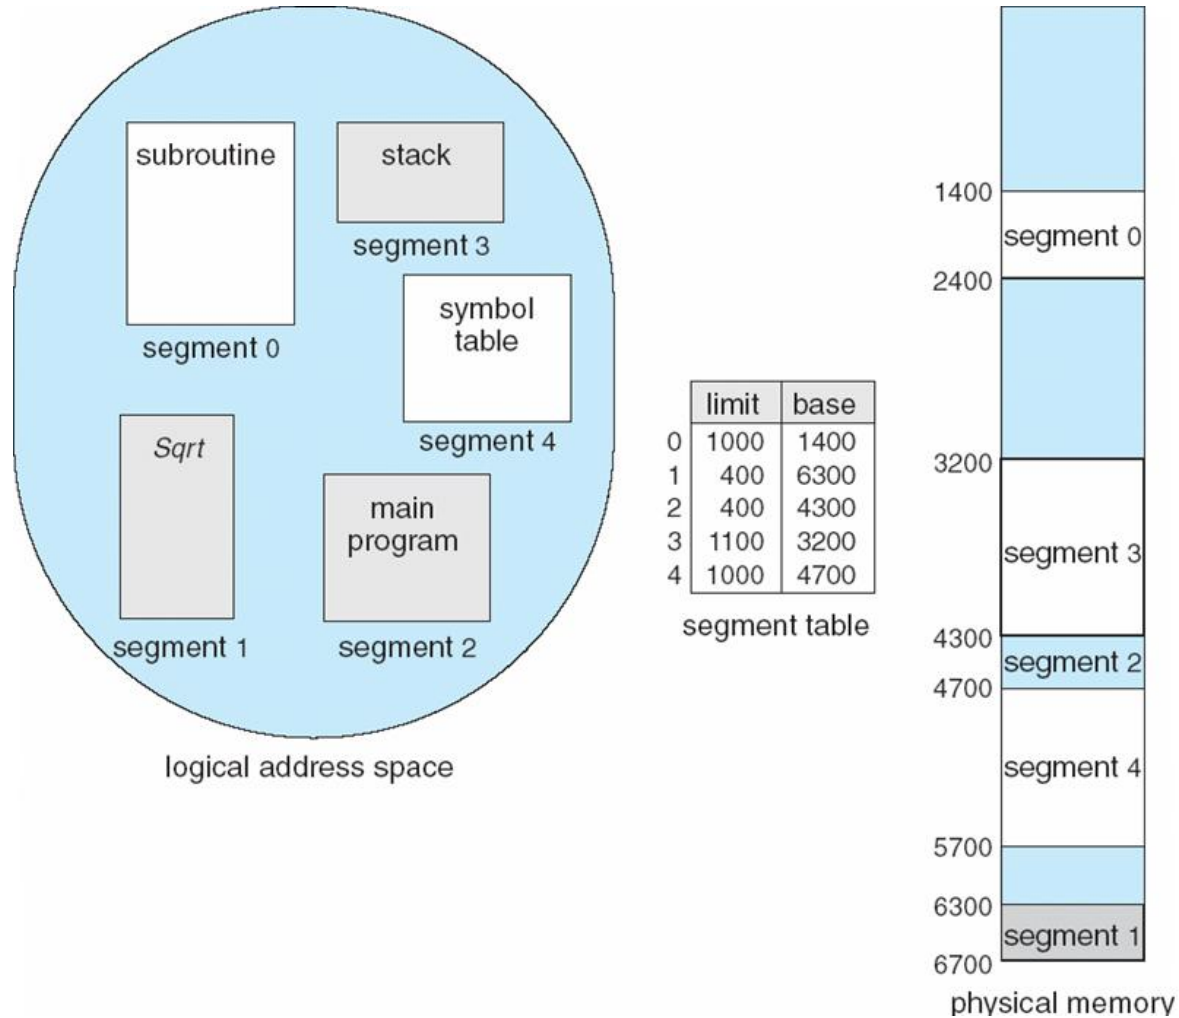 subroutine
stack
segment 3
symbol
table
segment 0
segment 4
Sqrt
main
program
segment 1
segment 2
logical address space
limit base
0 1000 1400
1 400 6300
2 400 4300
3 1100 3200
4 1000 4700
segment table
1400
segment 0
2400
3200
segment 3
4300
segment 2
4700
segment 4
5700
6300
segment 1
6700
physical memory